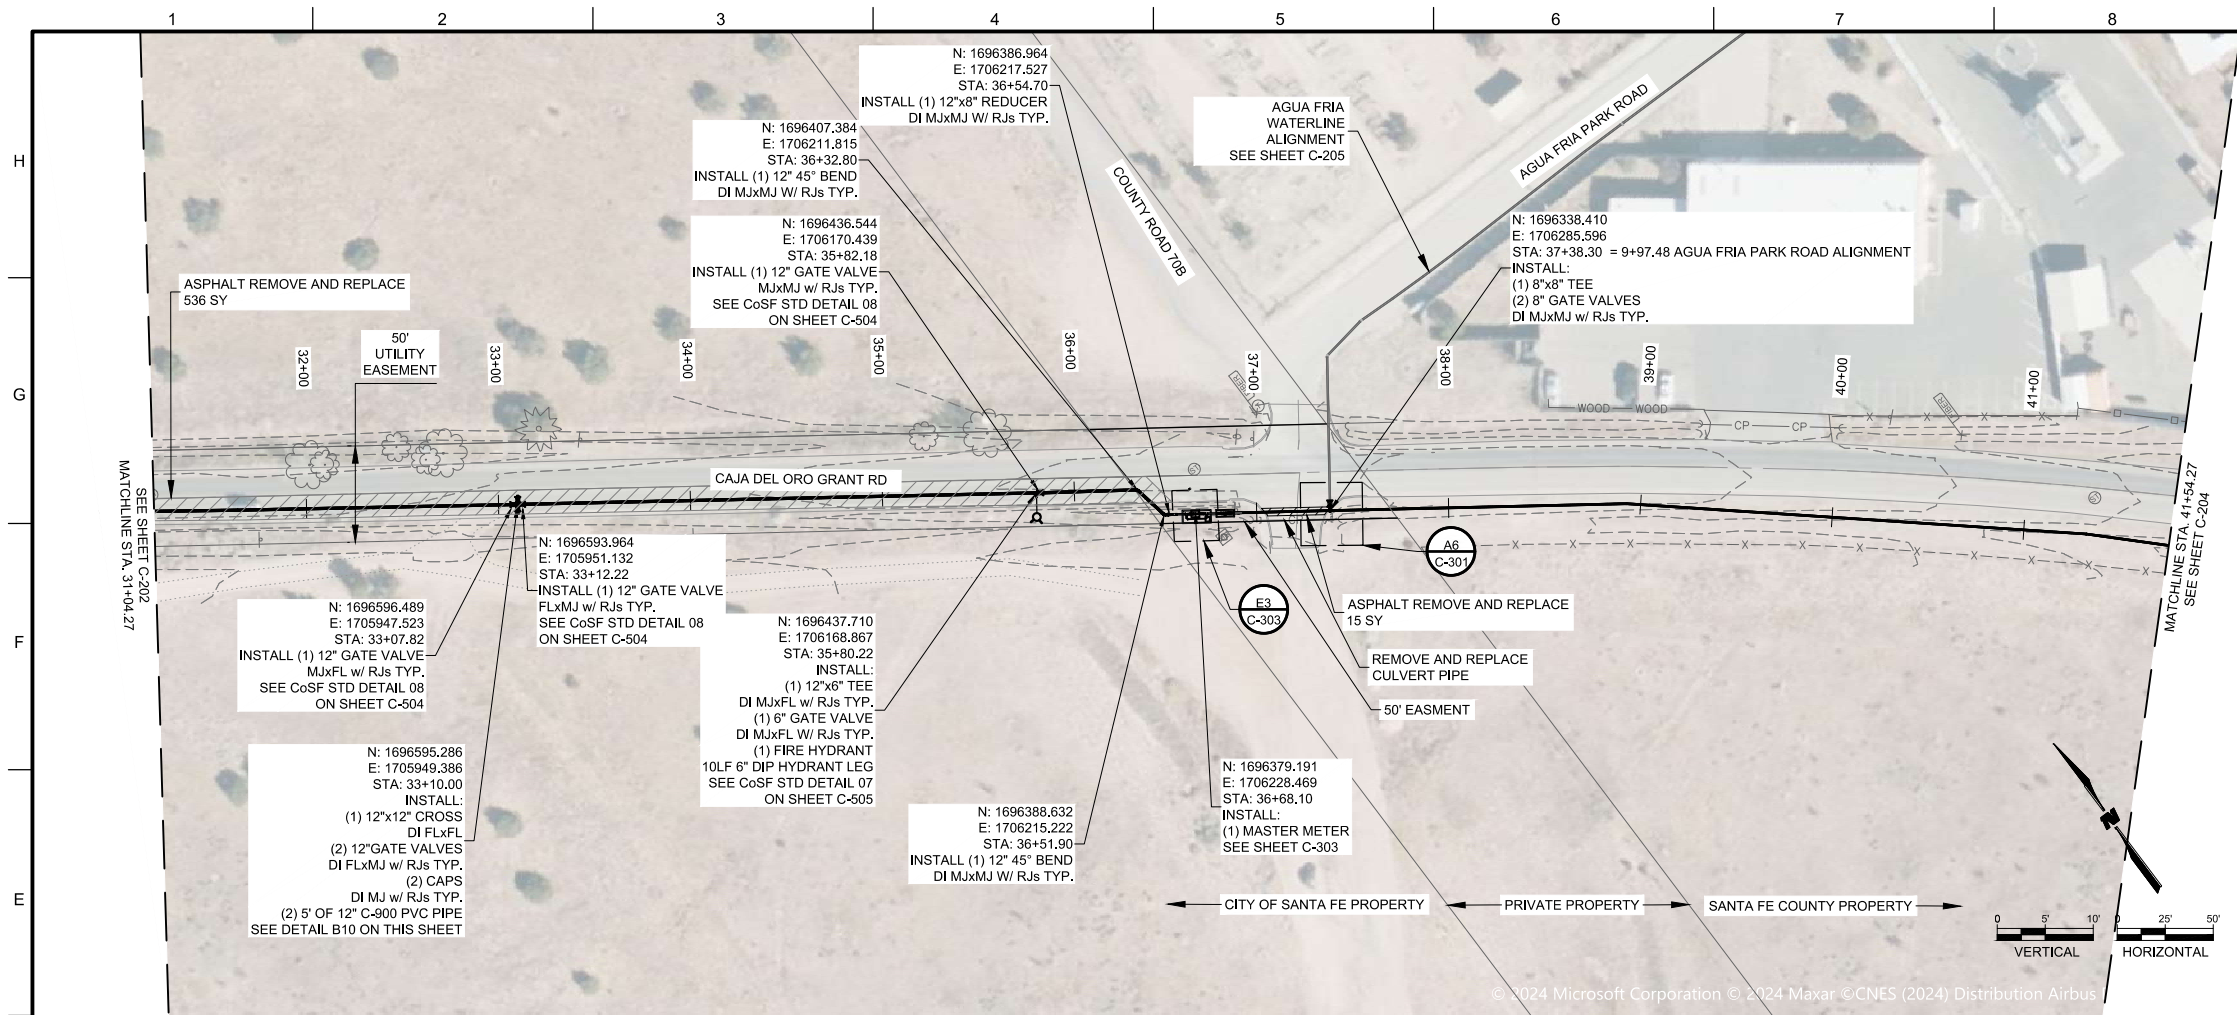 1 2 3 4 5 6 7 8
H
G
F
E
N: 1696386.964
E: 1706217.527
STA: 36+54.70
INSTALL (1) 12"x8" REDUCER
DI MJxMJ W/ RJs TYP.
N: 1696407.384
E: 1706211.815
STA: 36+32.80
INSTALL (1) 12" 45° BEND
DI MJxMJ W/ RJs TYP.
N: 1696436.544
E: 1706170.439
STA: 35+82.18
INSTALL (1) 12" GATE VALVE
MJxMJ w/ RJs TYP.
SEE CoSF STD DETAIL 08
ON SHEET C-504
AGUA FRIA
WATERLINE
ALIGNMENT
SEE SHEET C-205
COUNTY ROAD 70B
AGUA FRIA PARK ROAD
N: 1696338.410
E: 1706285.596
STA: 37+38.30 = 9+97.48 AGUA FRIA PARK ROAD ALIGNMENT
INSTALL:
(1) 8"x8" TEE
(2) 8" GATE VALVES
DI MJxMJ w/ RJs TYP.
ASPHALT REMOVE AND REPLACE
536 SY
50'
UTILITY
EASEMENT
32+00
33+00
34+00
35+00
36+00
37+00
38+00
39+00
40+00
41+00
FIBER
WOOD WOOD
CP CP
FIBER
X X X X X
CAJA DEL ORO GRANT RD
MATCHLINE STA. 31+04.27
SEE SHEET C-202
MATCHLINE STA. 41+54.27
SEE SHEET C-204
N: 1696593.964
E: 1705951.132
STA: 33+12.22
INSTALL (1) 12" GATE VALVE
FLxMJ w/ RJs TYP.
SEE CoSF STD DETAIL 08
ON SHEET C-504
N: 1696596.489
E: 1705947.523
STA: 33+07.82
INSTALL (1) 12" GATE VALVE
MJxFL w/ RJs TYP.
SEE CoSF STD DETAIL 08
ON SHEET C-504
N: 1696437.710
E: 1706168.867
STA: 35+80.22
INSTALL:
(1) 12"x6" TEE
DI MJxFL w/ RJs TYP.
(1) 6" GATE VALVE
DI MJxFL W/ RJs TYP.
(1) FIRE HYDRANT
10LF 6" DIP HYDRANT LEG
SEE CoSF STD DETAIL 07
ON SHEET C-505
A6
C-301
X X X X X X X X X X X X
E3
C-303
ASPHALT REMOVE AND REPLACE
15 SY
REMOVE AND REPLACE
CULVERT PIPE
50' EASMENT
N: 1696595.286
E: 1705949.386
STA: 33+10.00
INSTALL:
(1) 12"x12" CROSS
DI FLxFL
(2) 12"GATE VALVES
DI FLxMJ w/ RJs TYP.
(2) CAPS
DI MJ w/ RJs TYP.
(2) 5' OF 12" C-900 PVC PIPE
SEE DETAIL B10 ON THIS SHEET
N: 1696388.632
E: 1706215.222
STA: 36+51.90
INSTALL (1) 12" 45° BEND
DI MJxMJ W/ RJs TYP.
N: 1696379.191
E: 1706228.469
STA: 36+68.10
INSTALL:
(1) MASTER METER
SEE SHEET C-303
CITY OF SANTA FE PROPERTY
PRIVATE PROPERTY
SANTA FE COUNTY PROPERTY
N
0 5' 10'
VERTICAL
0 25' 50'
HORIZONTAL
© 2024 Microsoft Corporation © 2024 Maxar ©CNES (2024) Distribution Airbus